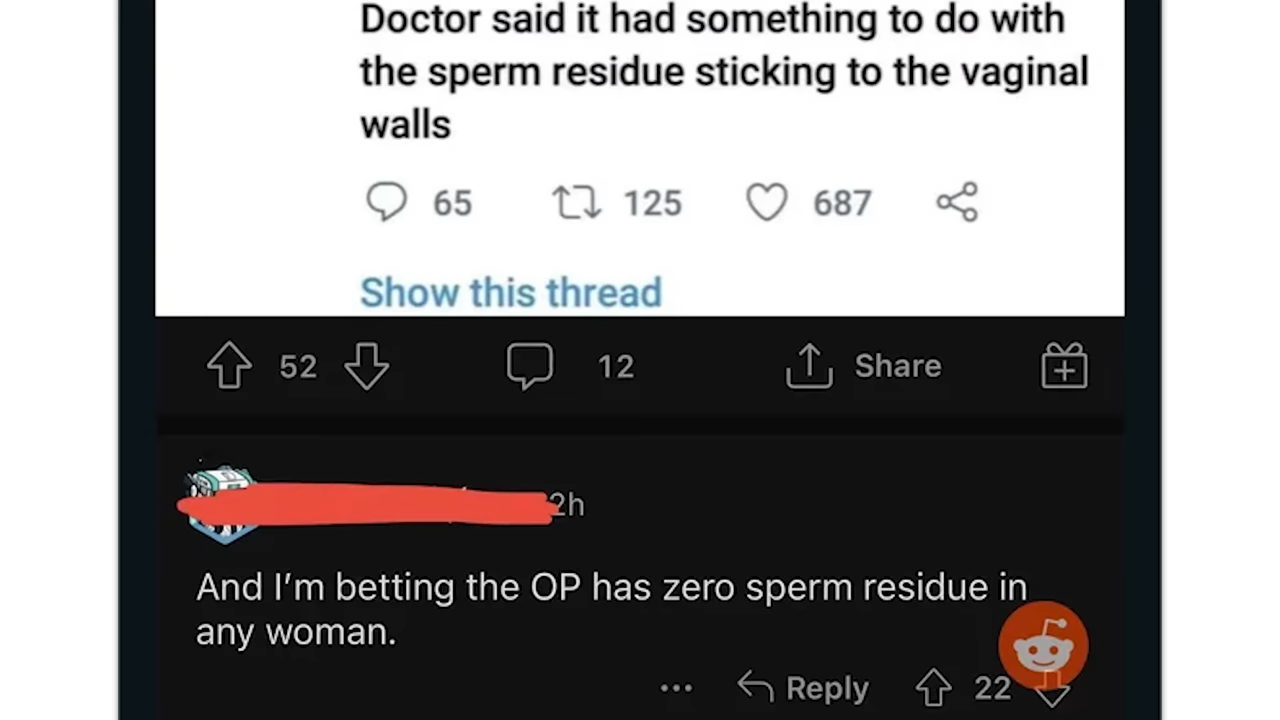 Doctor said it had something to do with
the sperm residue sticking to the vaginal
walls
65 125 687
Show this thread
52 12 Share
2h
And I’m betting the OP has zero sperm residue in
any woman.
... Reply 22